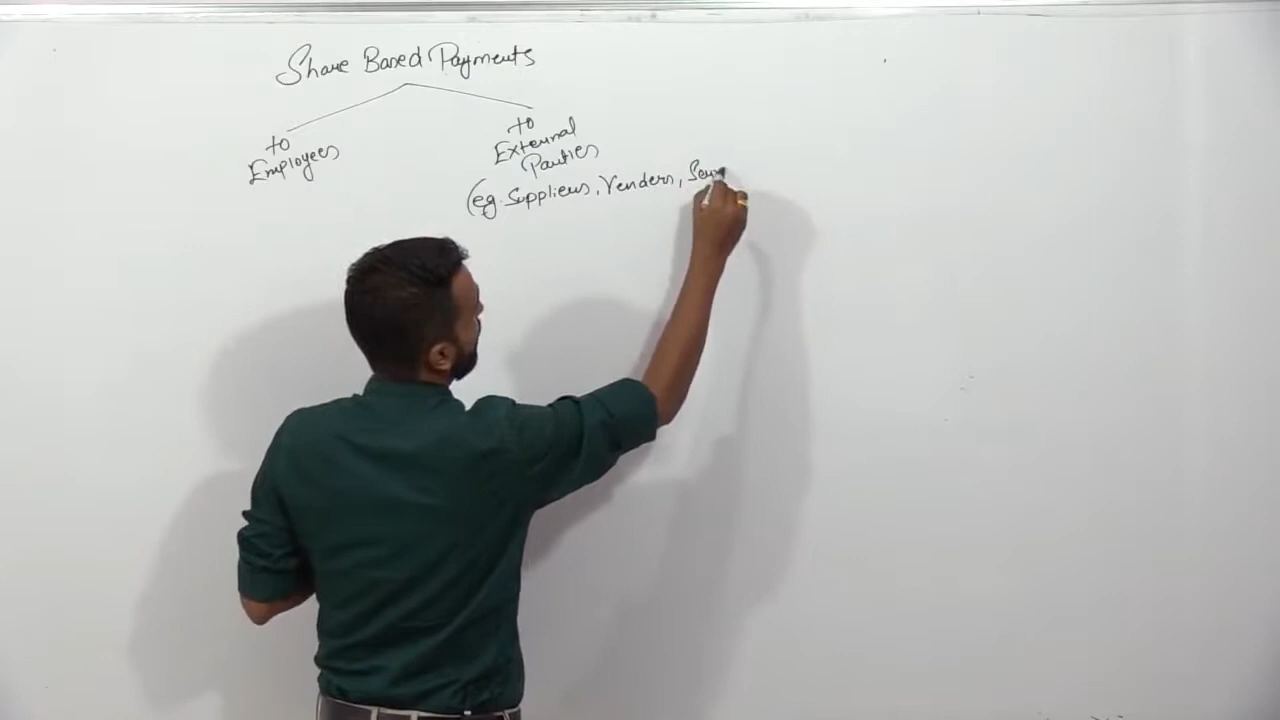 Share Based Payments
to
Employees
to
External
Parties
(eg. Suppliers, Vendors,